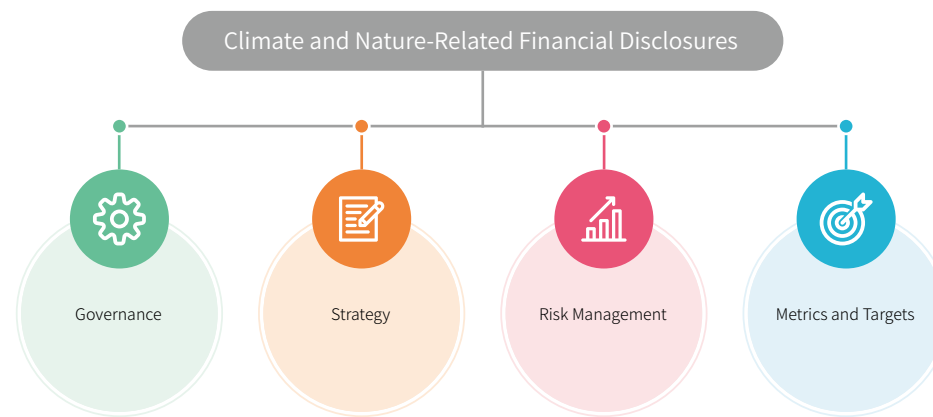 Climate and Nature-Related Financial Disclosures
Governance
Strategy
Risk Management
Metrics and Targets